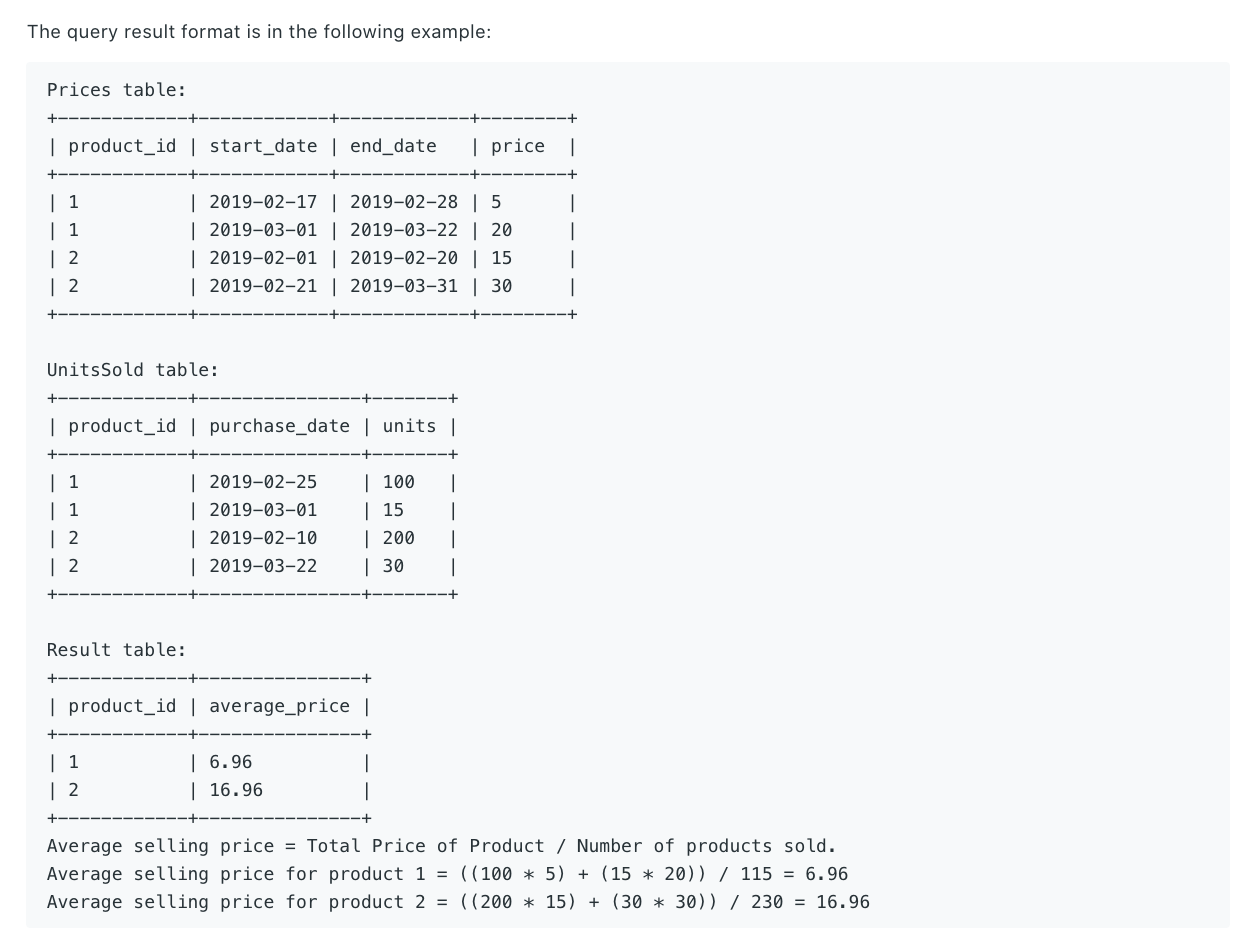 The query result format is in the following example:
Prices table:
+------------+------------+------------+--------+
| product_id | start_date | end_date   | price  |
+------------+------------+------------+--------+
| 1          | 2019-02-17 | 2019-02-28 | 5      |
| 1          | 2019-03-01 | 2019-03-22 | 20     |
| 2          | 2019-02-01 | 2019-02-20 | 15     |
| 2          | 2019-02-21 | 2019-03-31 | 30     |
+------------+------------+------------+--------+
UnitsSold table:
+------------+---------------+-------+
| product_id | purchase_date | units |
+------------+---------------+-------+
| 1          | 2019-02-25    | 100   |
| 1          | 2019-03-01    | 15    |
| 2          | 2019-02-10    | 200   |
| 2          | 2019-03-22    | 30    |
+------------+---------------+-------+
Result table:
+------------+---------------+
| product_id | average_price |
+------------+---------------+
| 1          | 6.96          |
| 2          | 16.96         |
+------------+---------------+
Average selling price = Total Price of Product / Number of products sold.
Average selling price for product 1 = ((100 * 5) + (15 * 20)) / 115 = 6.96
Average selling price for product 2 = ((200 * 15) + (30 * 30)) / 230 = 16.96